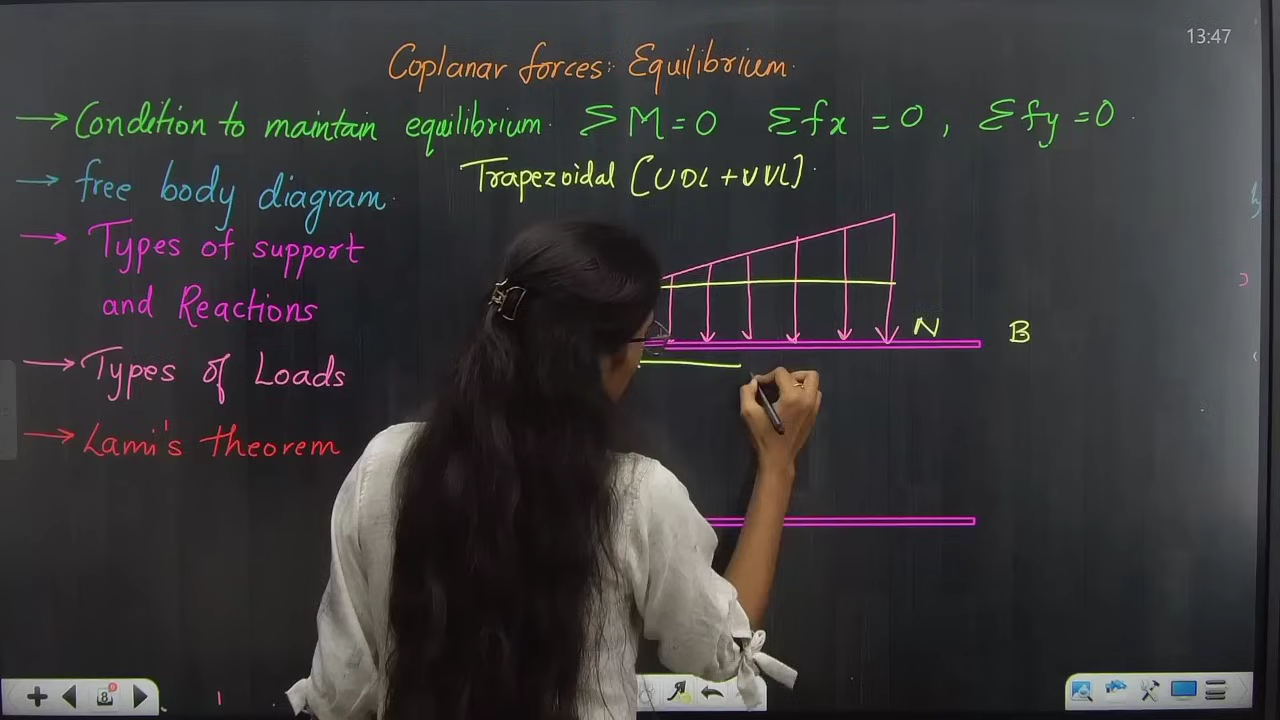 13:47
Coplanar forces: Equilibrium.
→ Condition to maintain equilibrium. ΣM=0 Σfx =0, Σfy =0.
Trapezoidal [UDL+UVL].
→ free body diagram.
→ Types of support
and Reactions
N B
→ Types of Loads
→ Lami's theorem
8